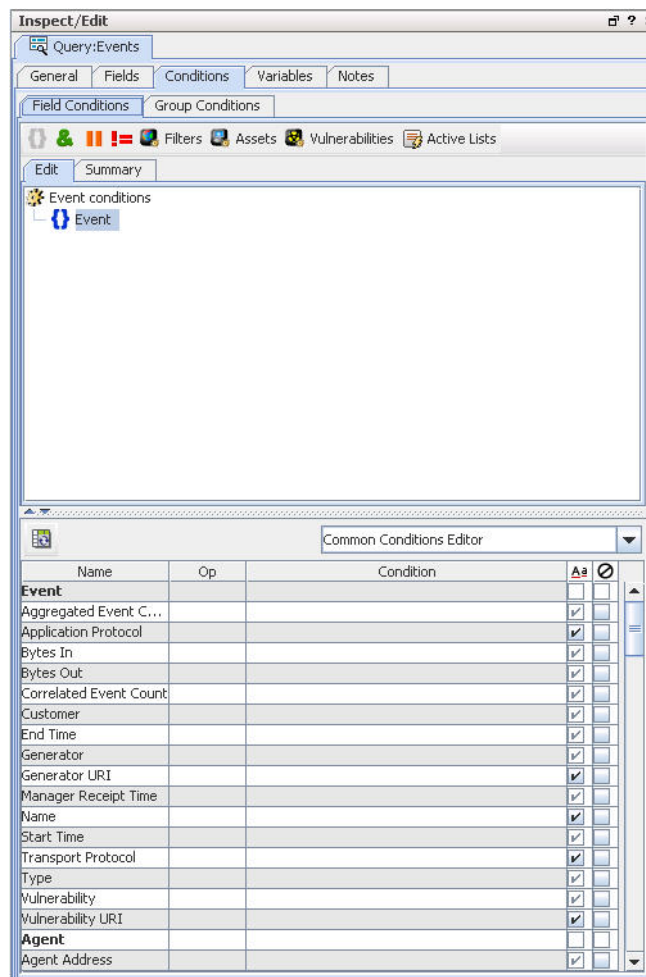 Inspect/Edit ?
Query:Events
General Fields Conditions Variables Notes
Field Conditions Group Conditions
{} & || != Filters Assets Vulnerabilities Active Lists
Edit Summary
Event conditions
{} Event
Common Conditions Editor
Name Op Condition Aa
Event
Aggregated Event C...
Application Protocol
Bytes In
Bytes Out
Correlated Event Count
Customer
End Time
Generator
Generator URI
Manager Receipt Time
Name
Start Time
Transport Protocol
Type
Vulnerability
Vulnerability URI
Agent
Agent Address